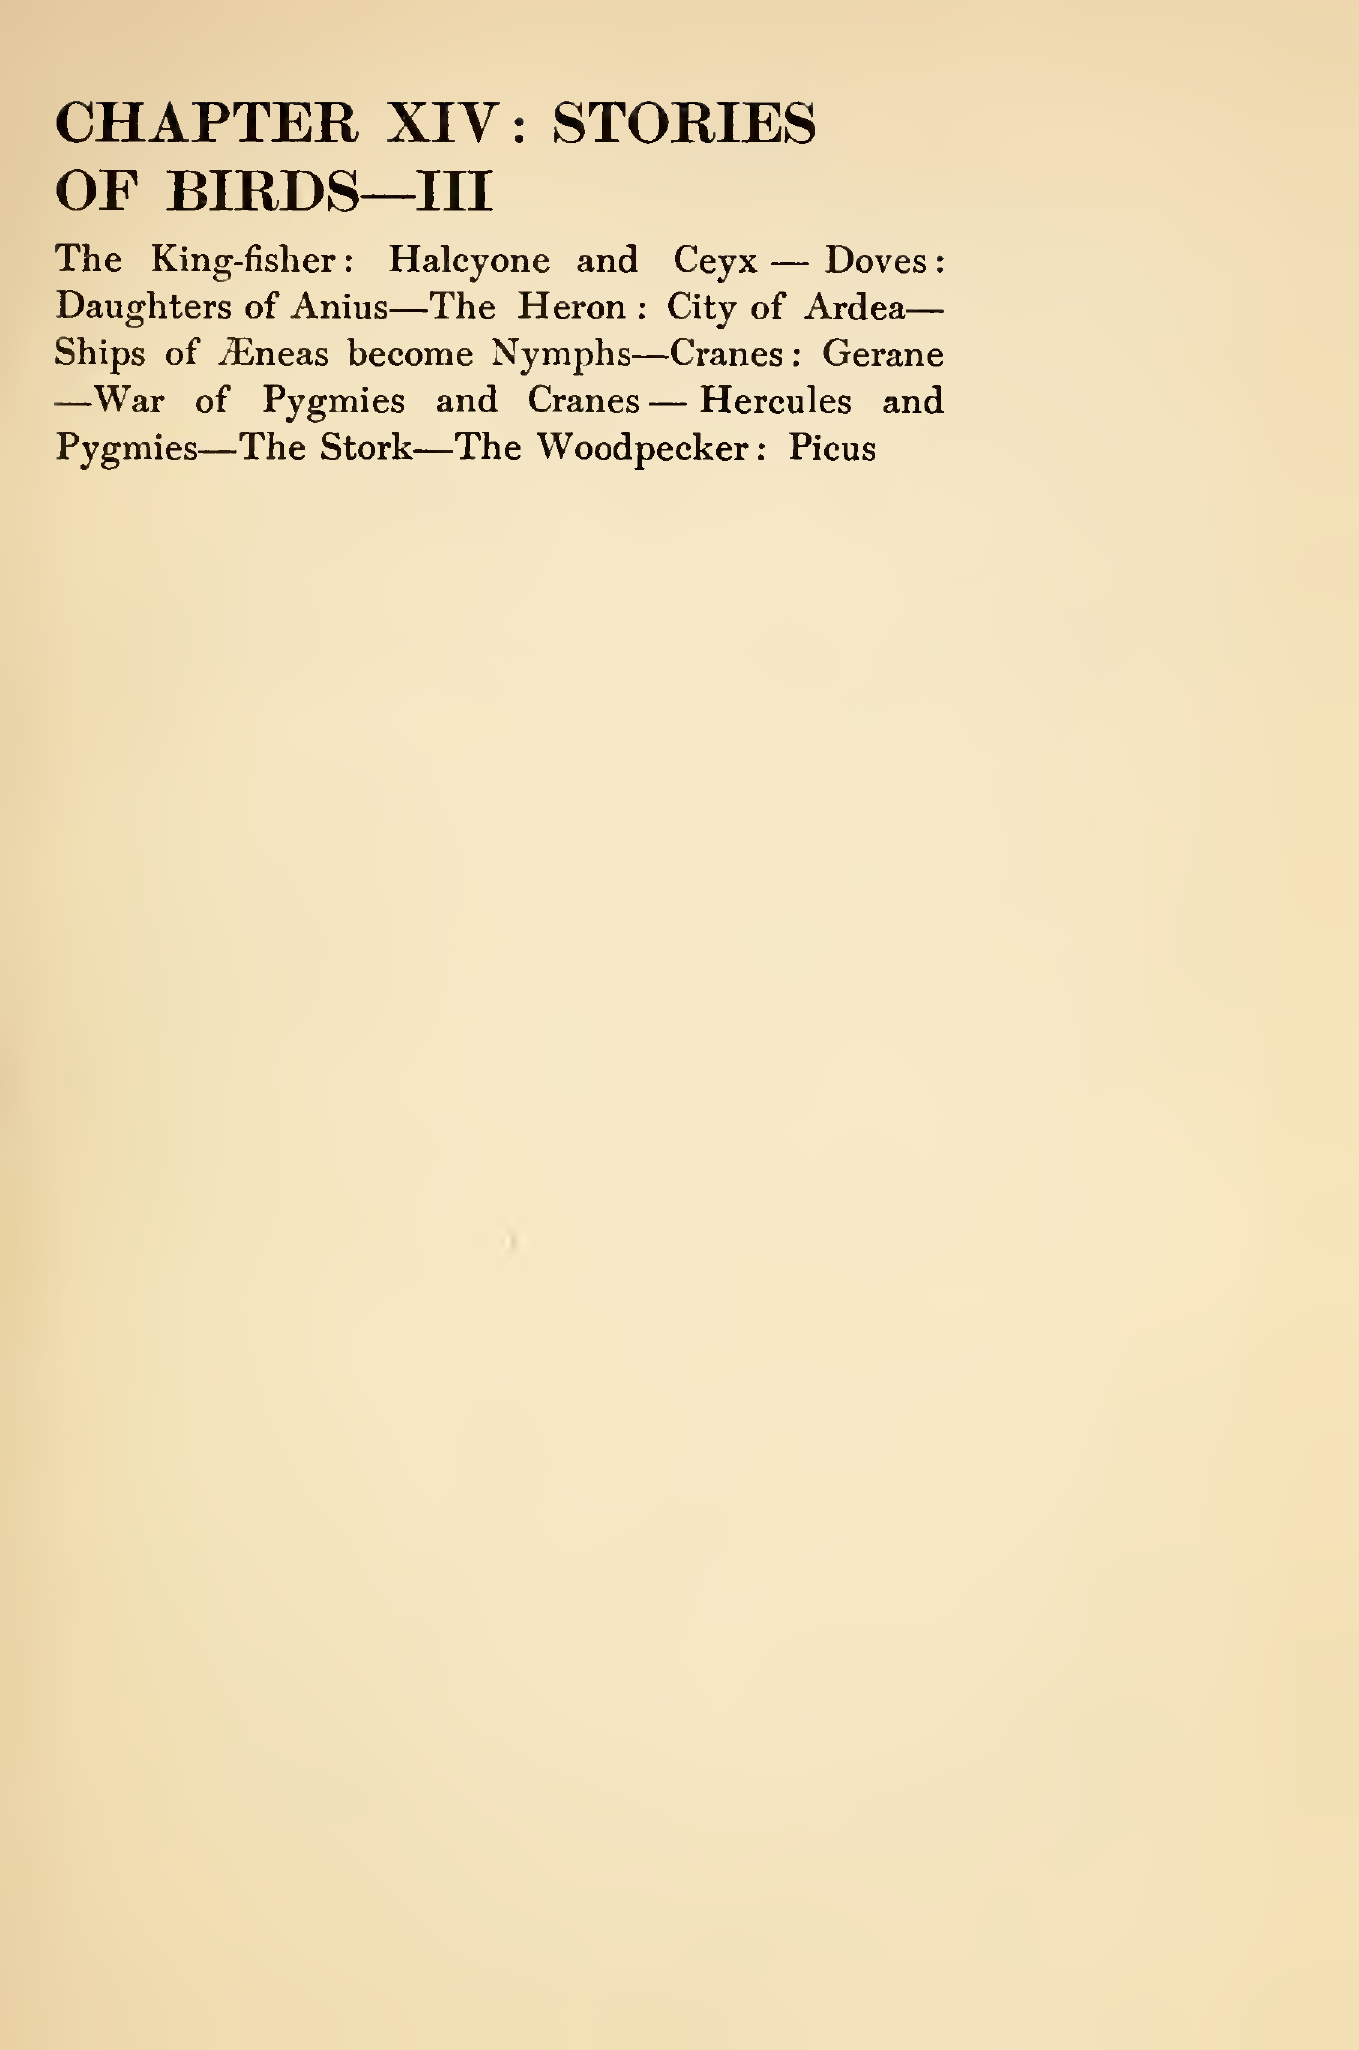 CHAPTER XIV: STORIES
OF BIRDS—III
The King-fisher: Halcyone and Ceyx — Doves:
Daughters of Anius—The Heron : City of Ardea—
Ships of Æneas become Nymphs—Cranes: Gerane
—War of Pygmies and Cranes — Hercules and
Pygmies—The Stork—The Woodpecker: Picus